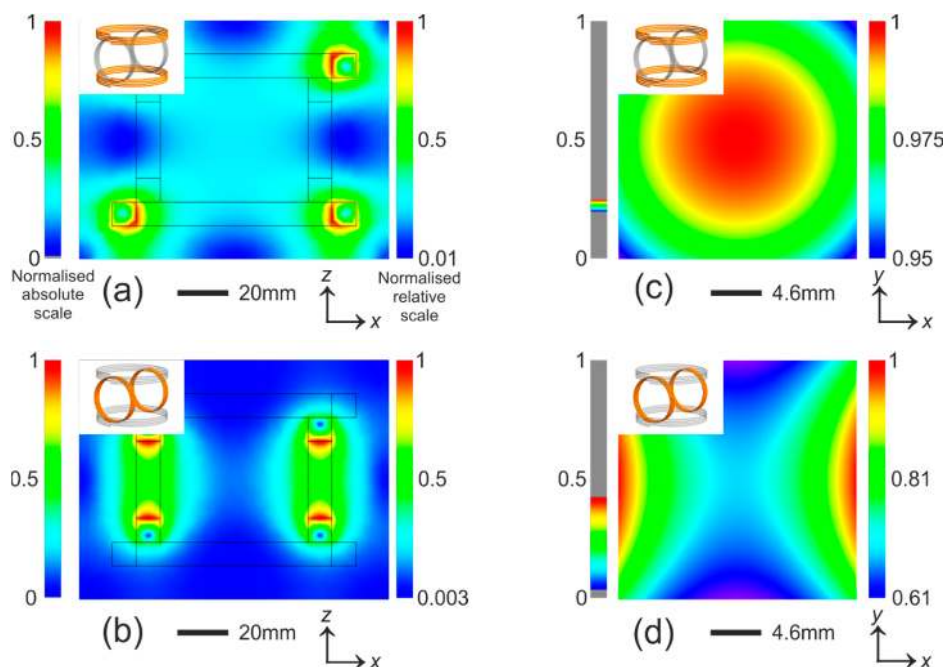 1
1
1
1
0.5
0.5
0.5
0.975
0
0.01
0
0.95
Normalised
absolute
scale
(a)
20mm
z
x
Normalised
relative
scale
(c)
4.6mm
y
x
1
1
1
1
0.5
0.5
0.5
0.81
0
0.003
0
0.61
(b)
20mm
z
x
(d)
4.6mm
y
x